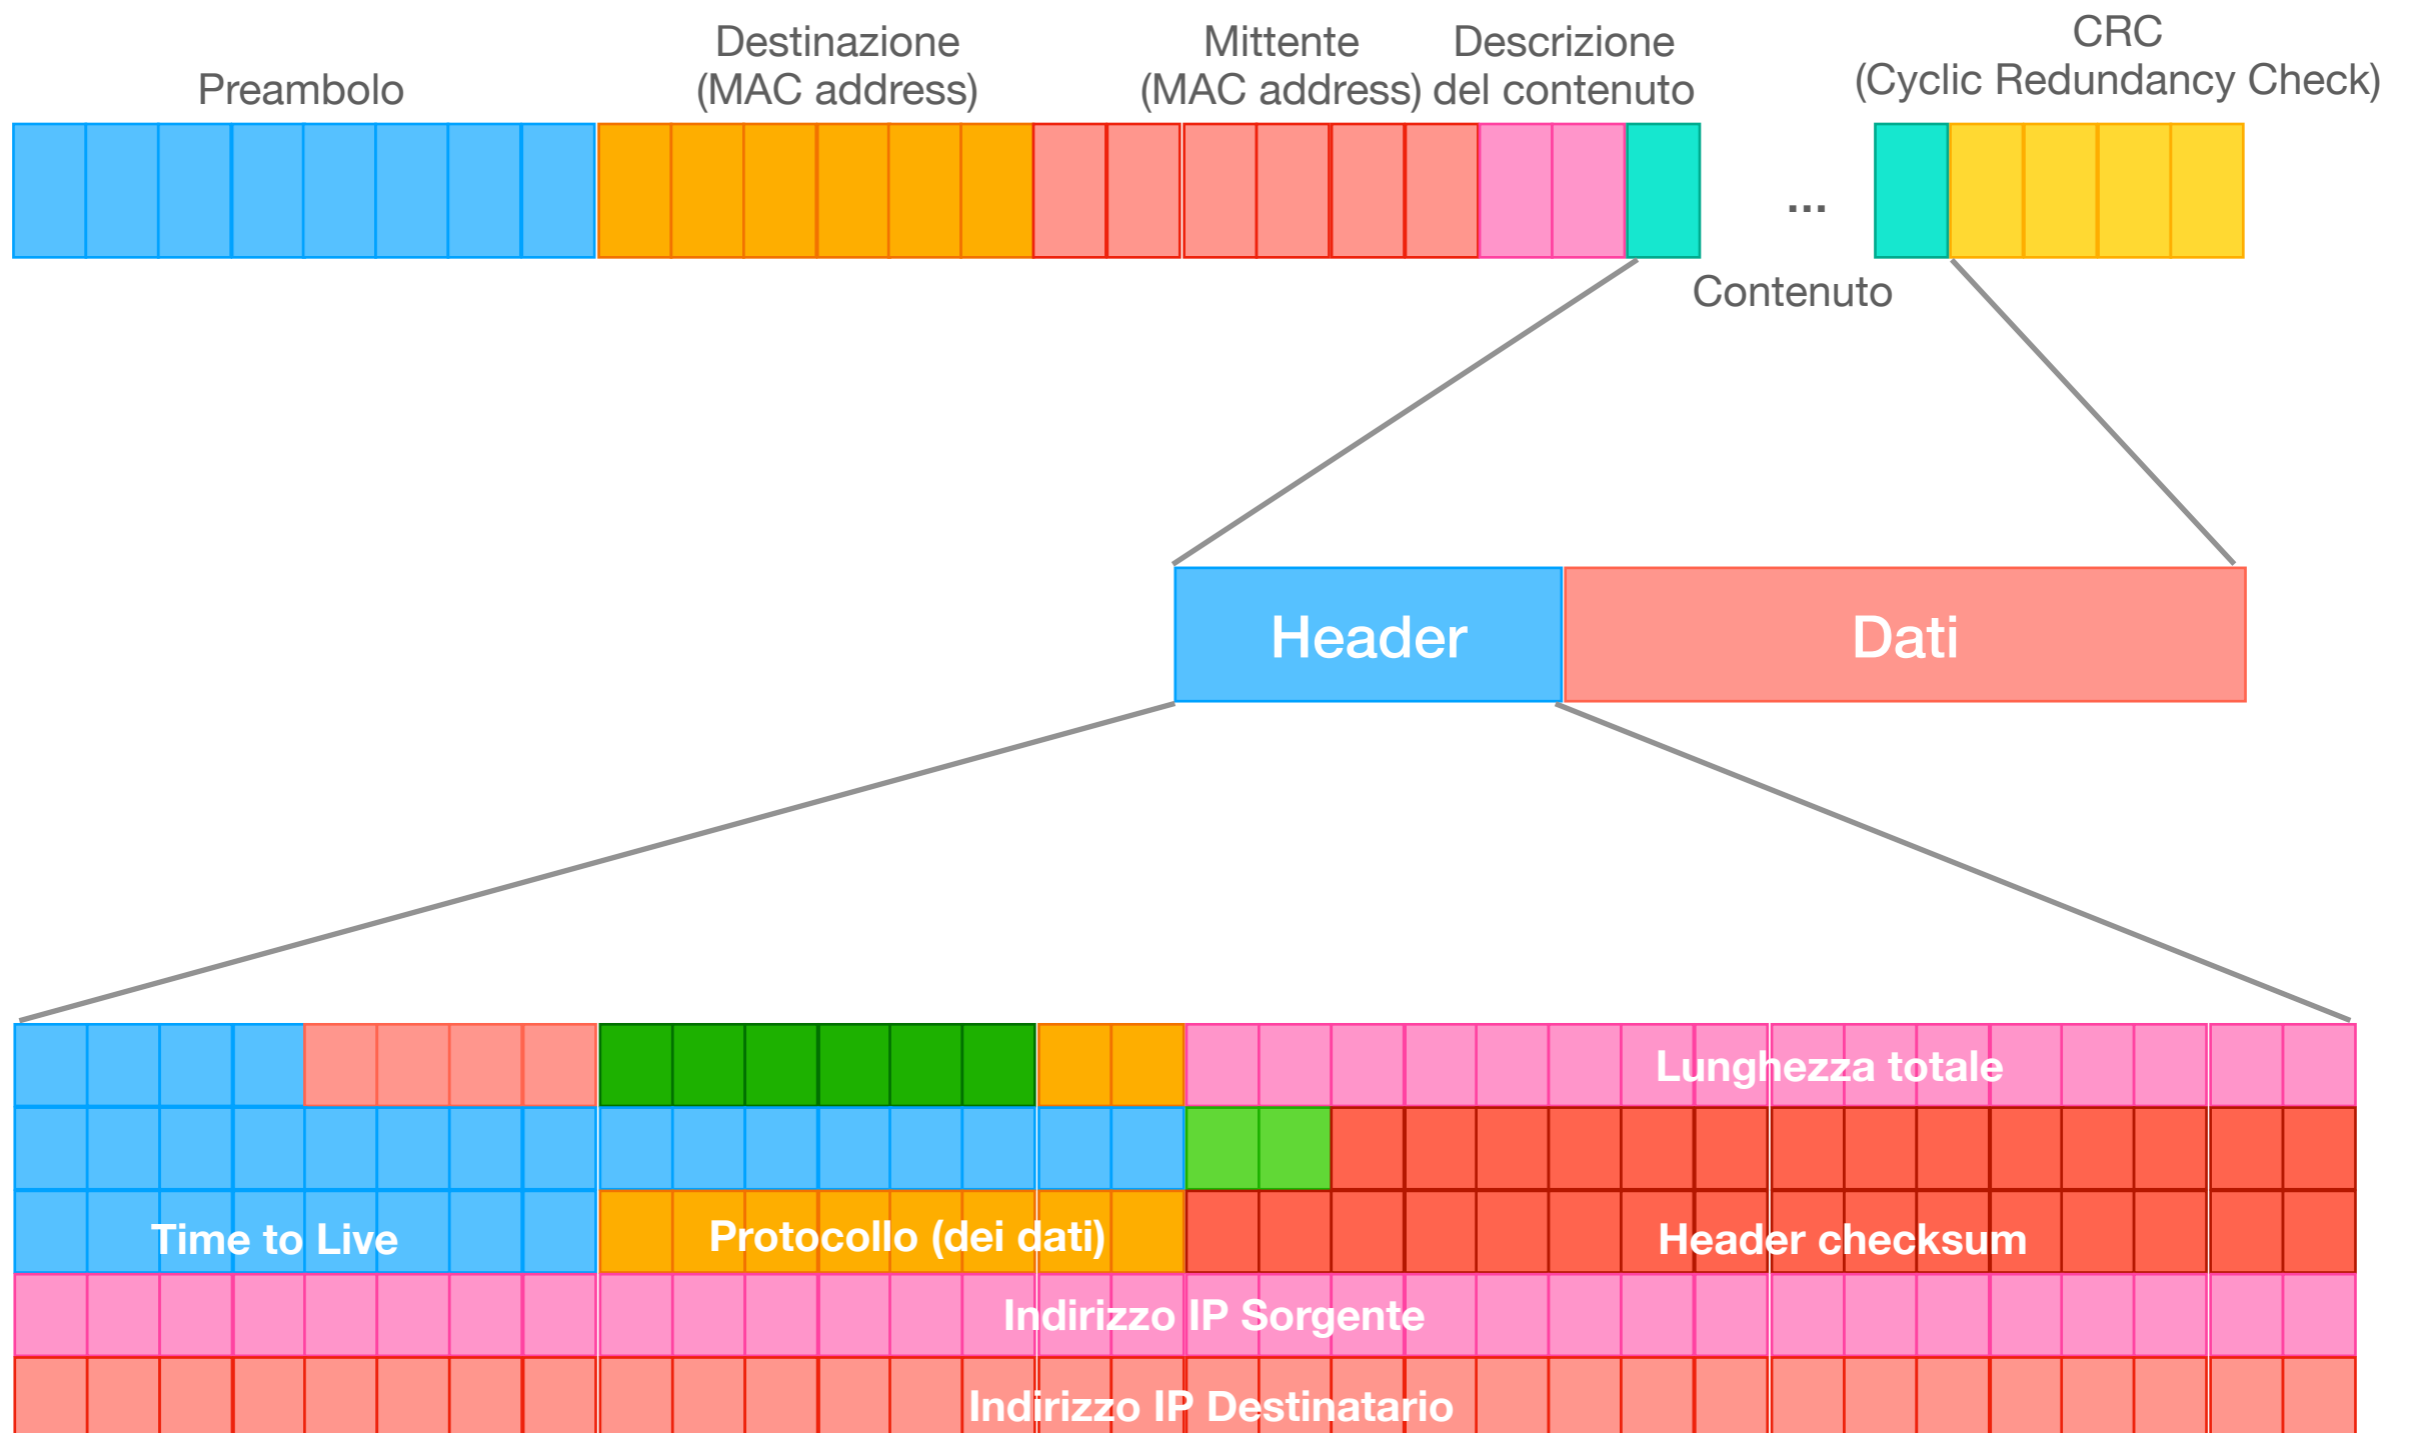 Preambolo
Destinazione
(MAC address)
Mittente
(MAC address)
Descrizione
del contenuto
CRC
(Cyclic Redundancy Check)
...
Contenuto
Header
Dati
Lunghezza totale
Time to Live
Protocollo (dei dati)
Header checksum
Indirizzo IP Sorgente
Indirizzo IP Destinatario